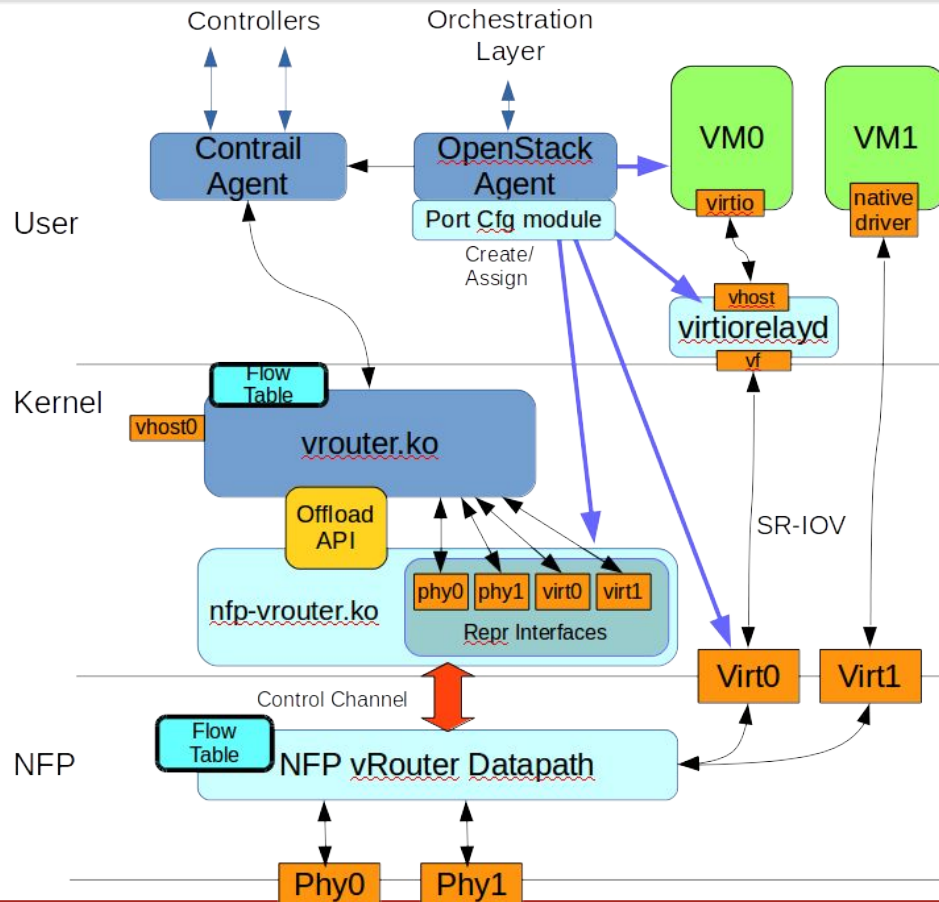 Controllers
Orchestration
Layer
Contrail
Agent
OpenStack
Agent
Port Cfg module
Create/
Assign
VM0
virtio
VM1
native
driver
User
vhost
virtiorelayd
vf
Kernel
Flow
Table
vhost0
vrouter.ko
Offload
API
SR-IOV
nfp-vrouter.ko
phy0
phy1
virt0
virt1
Repr Interfaces
Virt0
Virt1
Control Channel
Flow
Table
NFP
NFP vRouter Datapath
Phy0
Phy1